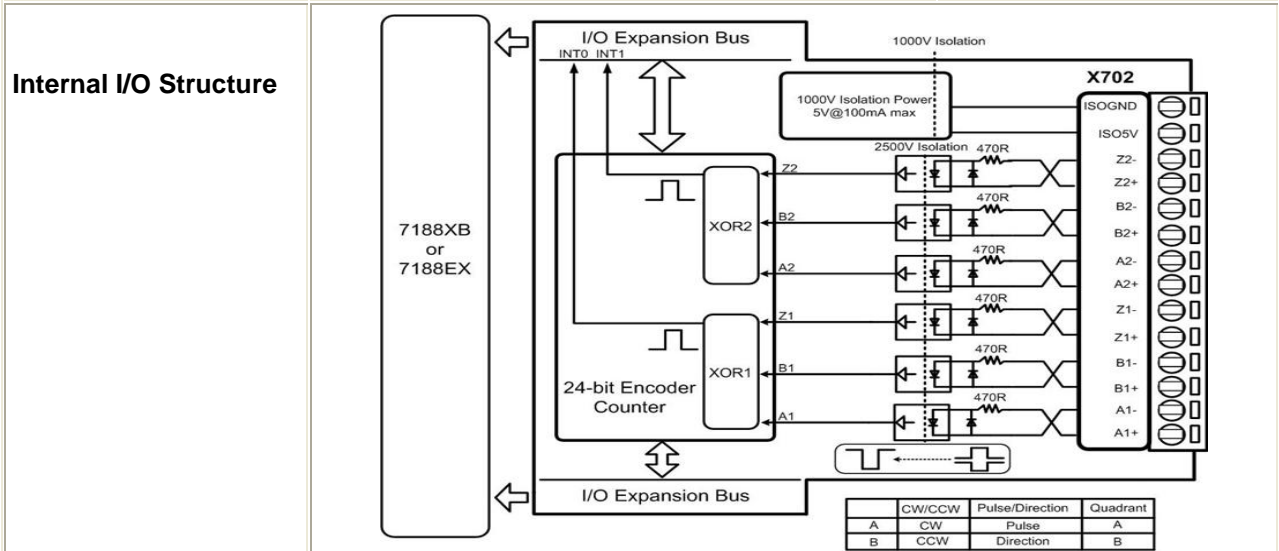 Internal I/O Structure
7188XB
or
7188EX
I/O Expansion Bus
INT0 INT1
1000V Isolation
1000V Isolation Power
5V@100mA max
X702
ISOGND
ISO5V
2500V Isolation
470R
Z2-
Z2+
Z2
470R
B2-
B2+
B2
XOR2
470R
A2-
A2+
A2
470R
Z1-
Z1+
Z1
470R
B1-
B1+
B1
XOR1
24-bit Encoder
Counter
470R
A1-
A1+
A1
I/O Expansion Bus
CW/CCW Pulse/Direction Quadrant
A CW Pulse A
B CCW Direction B